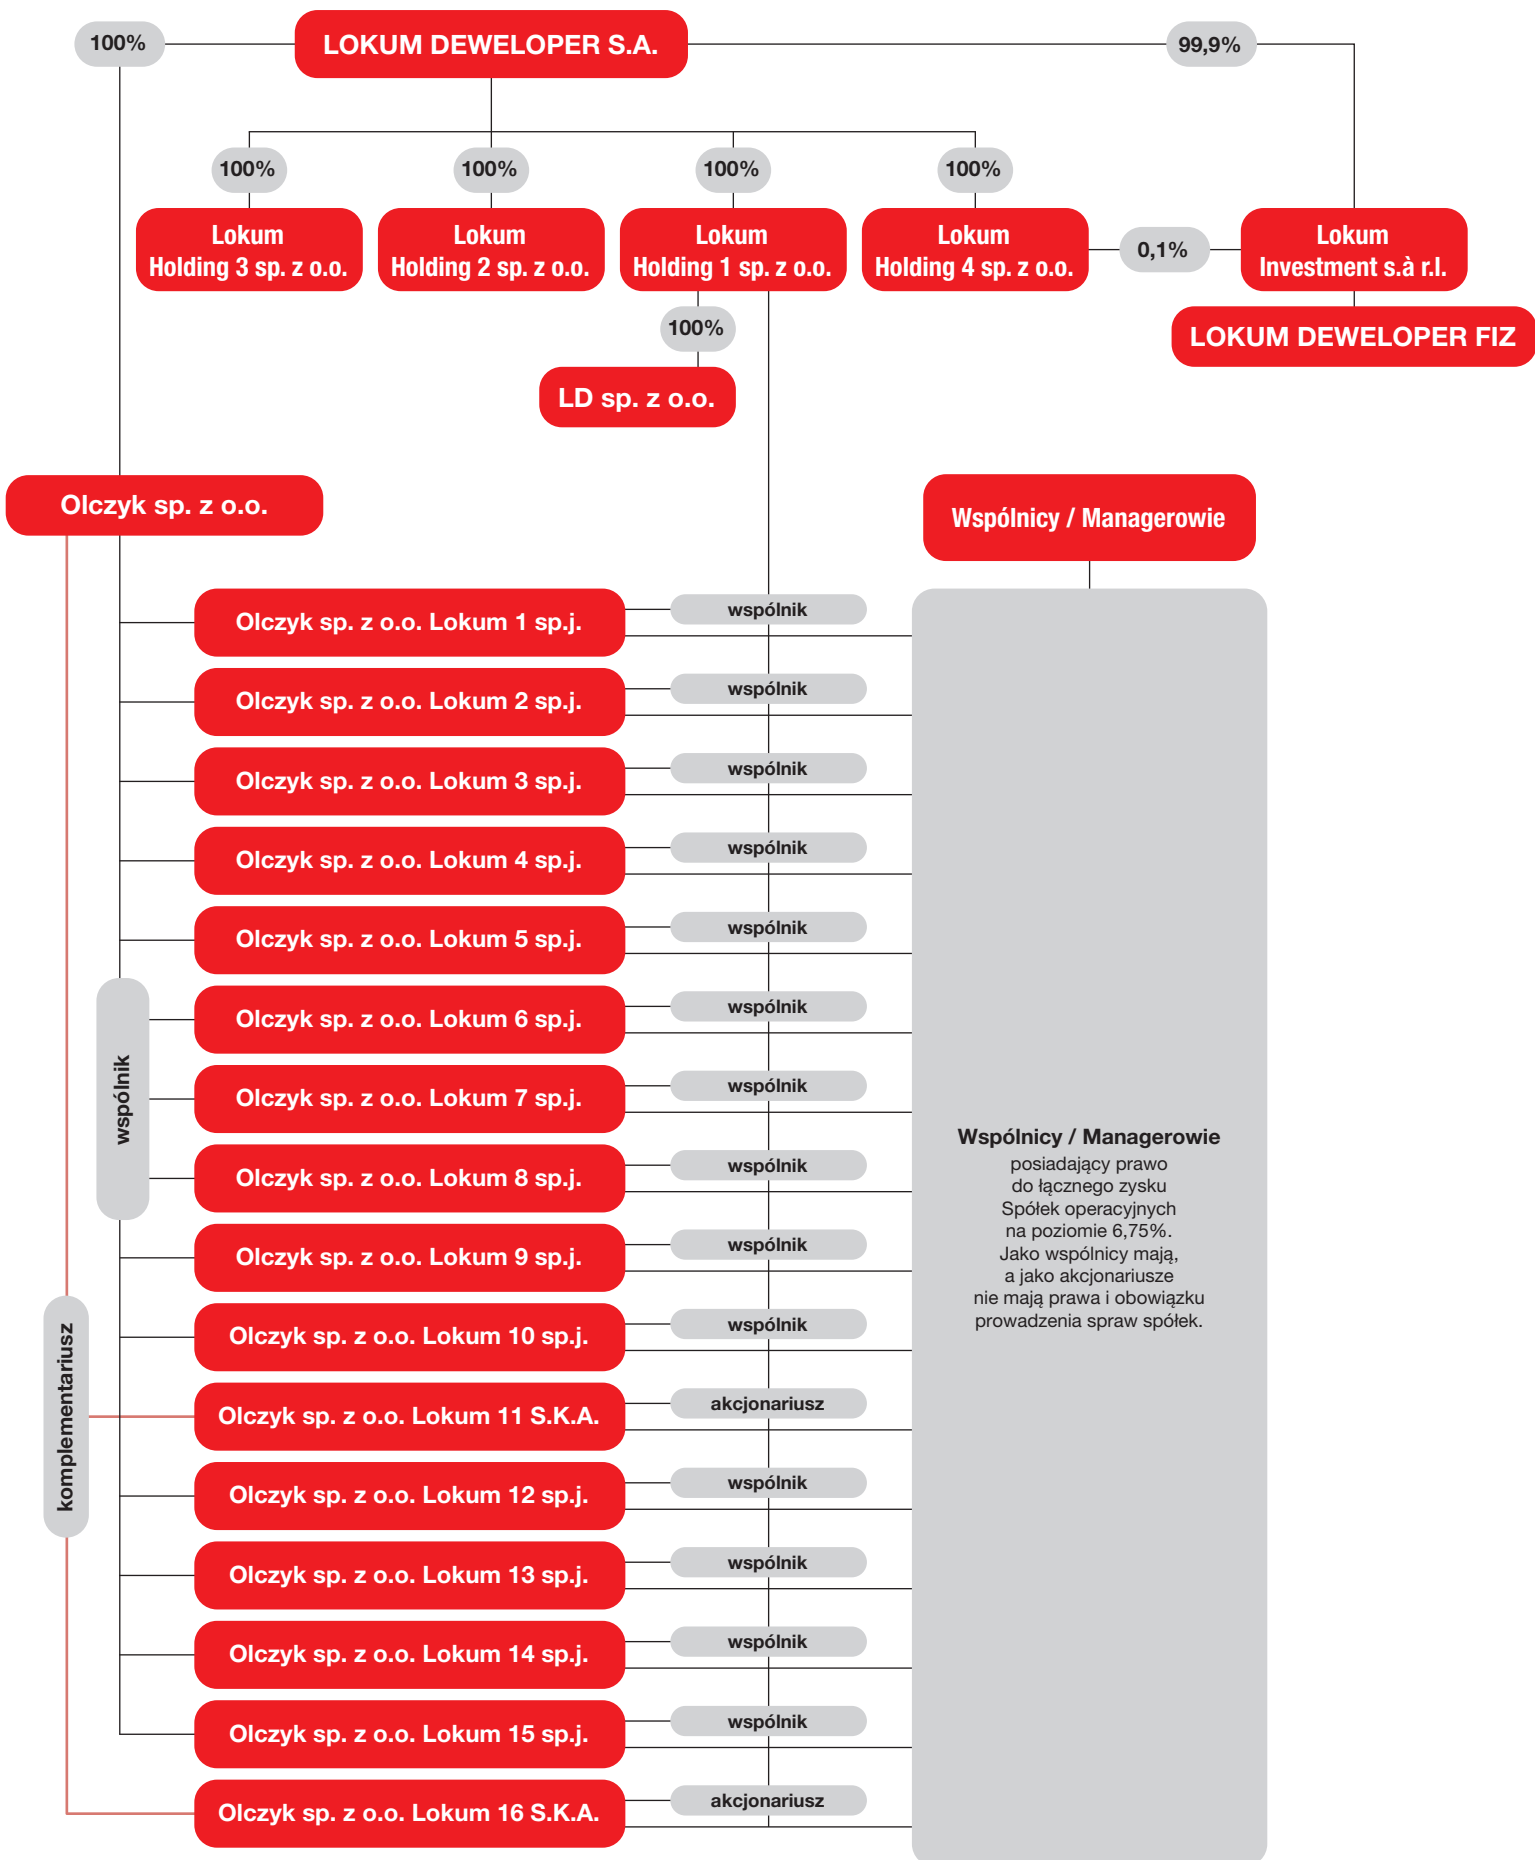 100%
LOKUM DEWELOPER S.A.
99,9%
100%
100%
100%
100%
Lokum
Holding 3 sp. z o.o.
Lokum
Holding 2 sp. z o.o.
Lokum
Holding 1 sp. z o.o.
Lokum
Holding 4 sp. z o.o.
0,1%
Lokum
Investment s.à r.l.
100%
LOKUM DEWELOPER FIZ
LD sp. z o.o.
Olczyk sp. z o.o.
Wspólnicy / Managerowie
Olczyk sp. z o.o. Lokum 1 sp.j.
wspólnik
Olczyk sp. z o.o. Lokum 2 sp.j.
wspólnik
Olczyk sp. z o.o. Lokum 3 sp.j.
wspólnik
Olczyk sp. z o.o. Lokum 4 sp.j.
wspólnik
Olczyk sp. z o.o. Lokum 5 sp.j.
wspólnik
Olczyk sp. z o.o. Lokum 6 sp.j.
wspólnik
Olczyk sp. z o.o. Lokum 7 sp.j.
wspólnik
Olczyk sp. z o.o. Lokum 8 sp.j.
wspólnik
Olczyk sp. z o.o. Lokum 9 sp.j.
wspólnik
Olczyk sp. z o.o. Lokum 10 sp.j.
wspólnik
Olczyk sp. z o.o. Lokum 11 S.K.A.
akcjonariusz
Olczyk sp. z o.o. Lokum 12 sp.j.
wspólnik
Olczyk sp. z o.o. Lokum 13 sp.j.
wspólnik
Olczyk sp. z o.o. Lokum 14 sp.j.
wspólnik
Olczyk sp. z o.o. Lokum 15 sp.j.
wspólnik
Olczyk sp. z o.o. Lokum 16 S.K.A.
akcjonariusz
wspólnik
komplementariusz
Wspólnicy / Managerowie
posiadający prawo
do łącznego zysku
Spółek operacyjnych
na poziomie 6,75%.
Jako wspólnicy mają,
a jako akcjonariusze
nie mają prawa i obowiązku
prowadzenia spraw spółek.